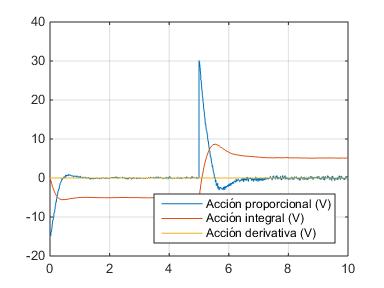 40
30
20
10
0
-10
-20
Acción proporcional (V)
Acción integral (V)
Acción derivativa (V)
0 2 4 6 8 10